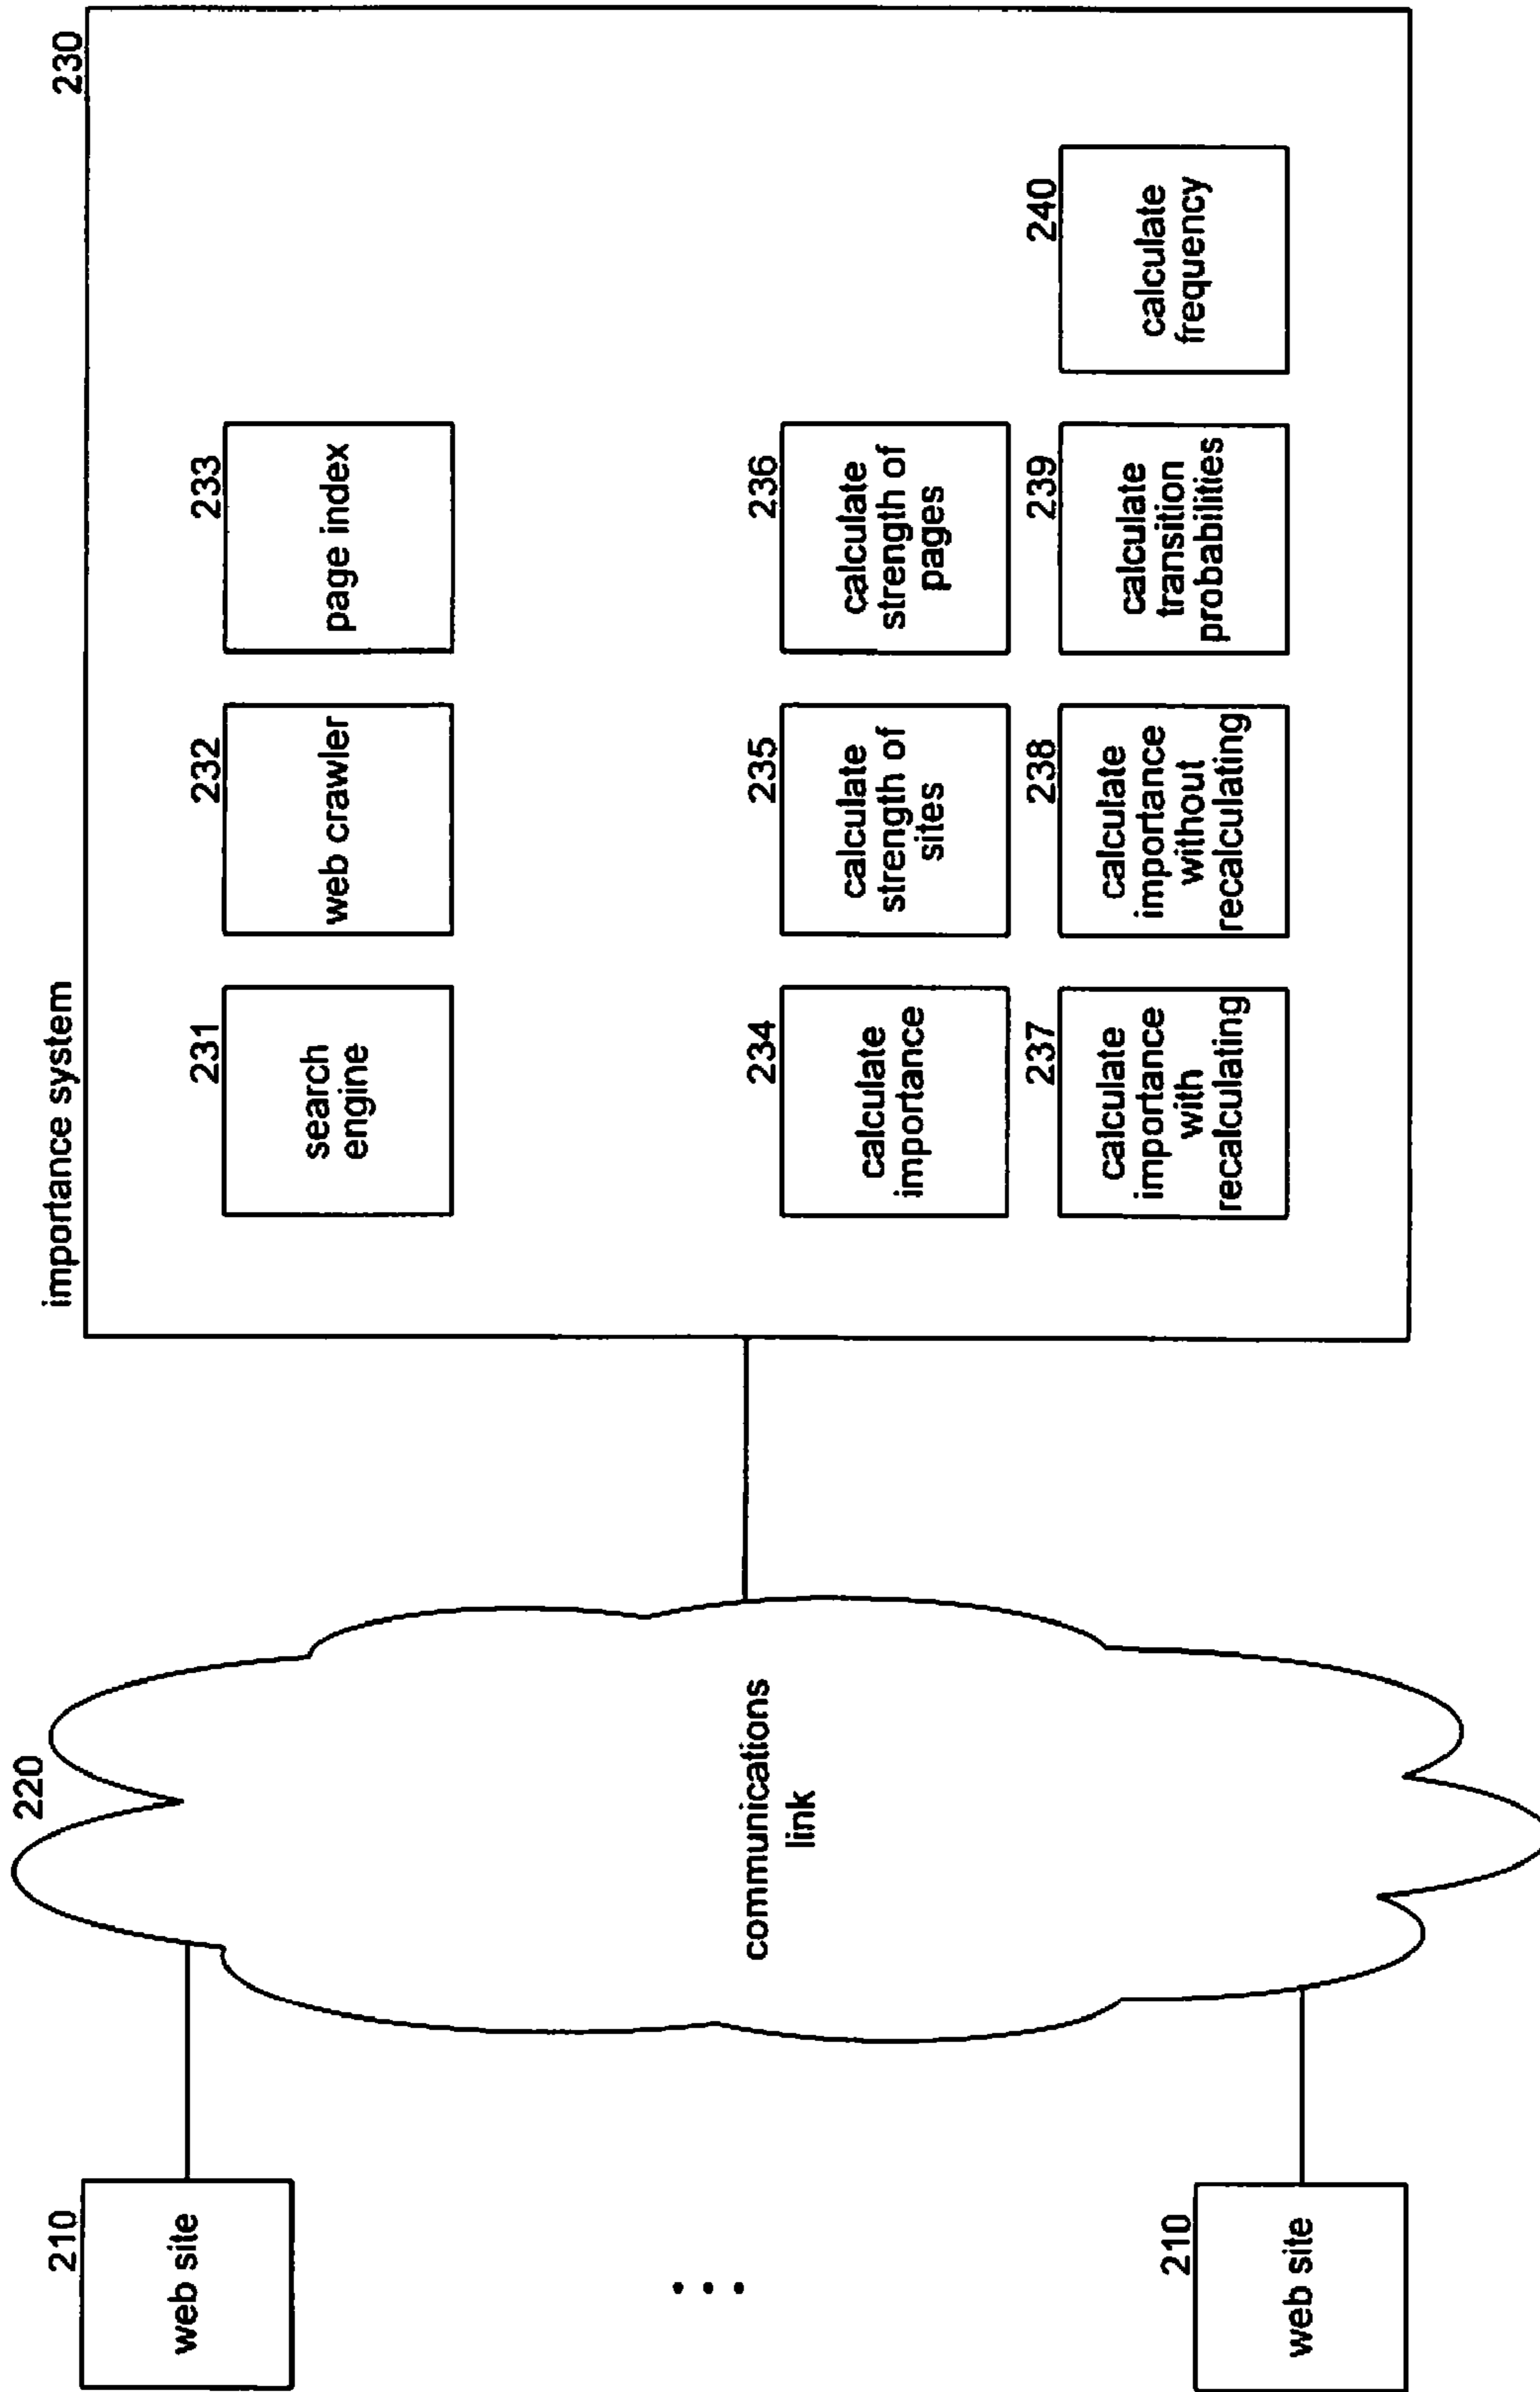 210
web site
210
web site
220
communications
link
importance system
230
231
search
engine
232
web crawler
233
page index
234
calculate
importance
235
calculate
strength of
sites
236
calculate
strength of
pages
237
calculate
importance
with
recalculating
238
calculate
importance
without
recalculating
239
calculate
transition
probabilities
240
calculate
frequency